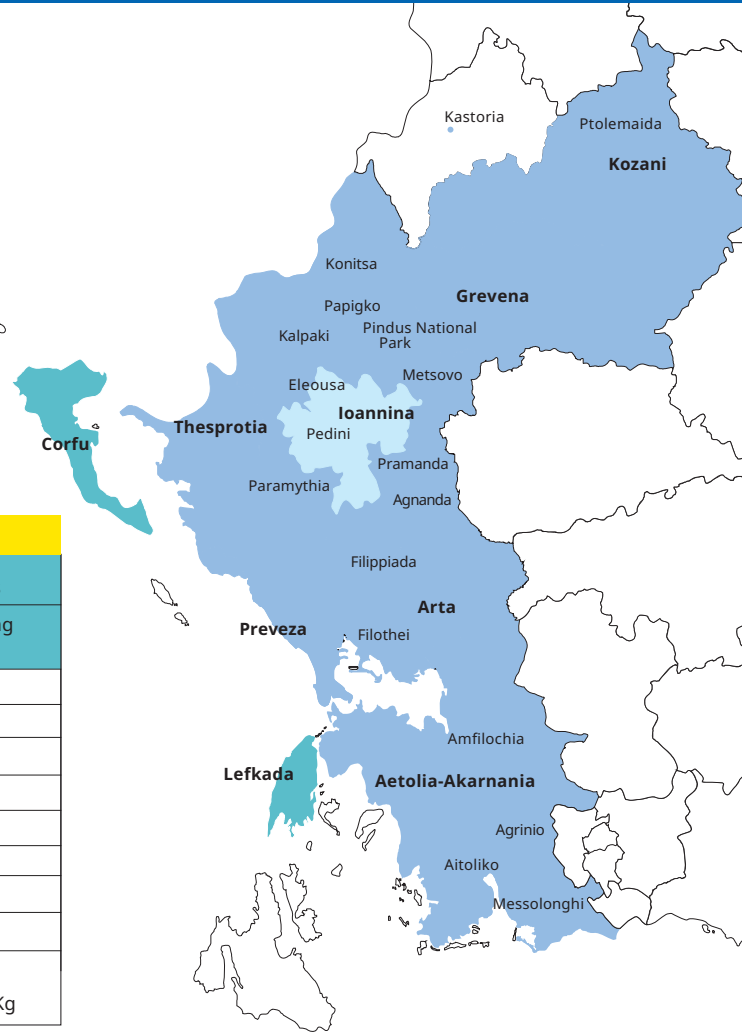 Kastoria
Ptolemaida
Kozani
Konitsa
Grevena
Papigko
Pindus National
Park
Kalpaki
Metsovo
Eleousa
Ioannina
Thesprotia
Pedini
Corfu
Pramanda
Paramythia
Agnanda
Filippiada
Arta
Preveza
Filothei
Amfilochia
Lefkada
Aetolia-Akarnania
Agrinio
Aitoliko
Messolonghi
Kg